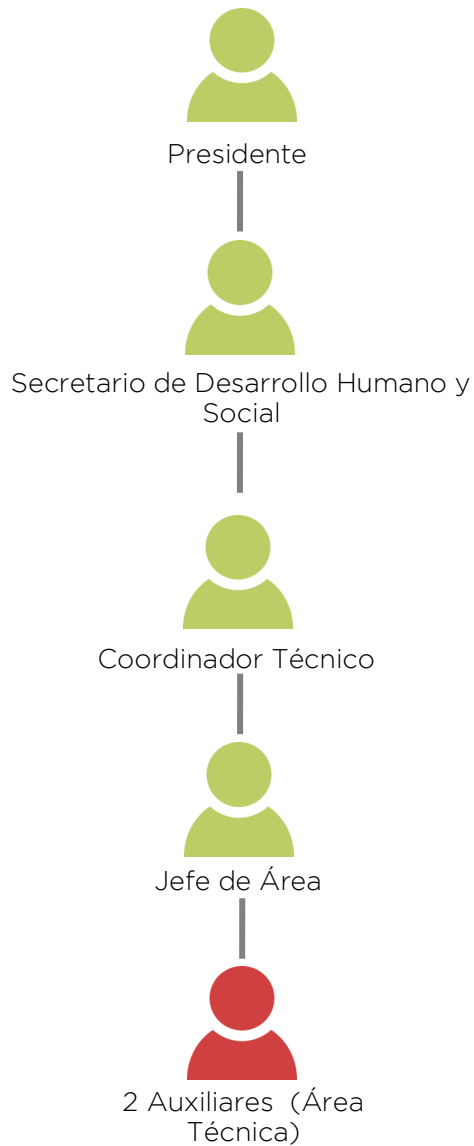 Presidente
Secretario de Desarrollo Humano y
Social
Coordinador Técnico
Jefe de Área
2 Auxiliares (Área
Técnica)